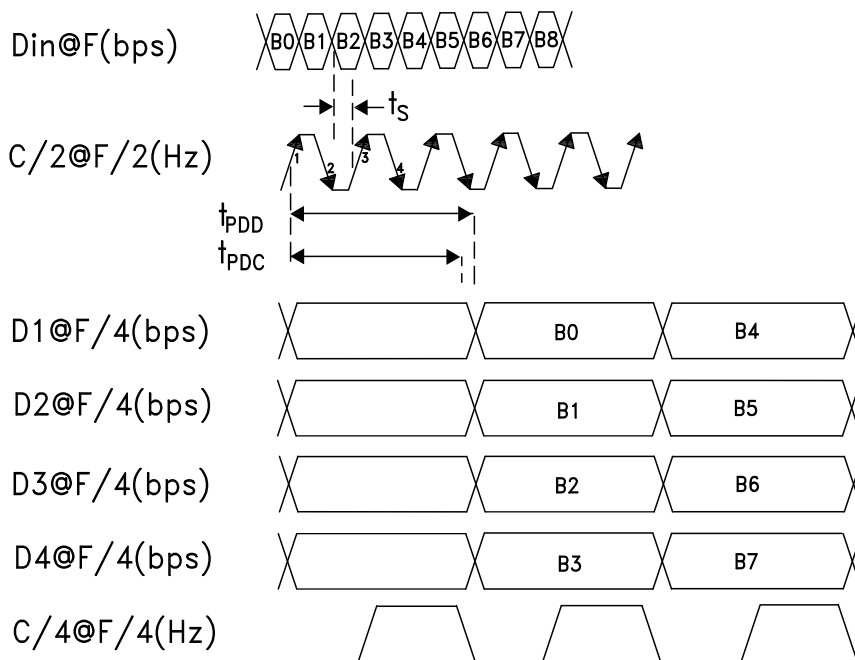 Din@F(bps) B0 B1 B2 B3 B4 B5 B6 B7 B8
tS
C/2@F/2(Hz) 1 2 3 4
tPDD
tPDC
D1@F/4(bps) B0 B4
D2@F/4(bps) B1 B5
D3@F/4(bps) B2 B6
D4@F/4(bps) B3 B7
C/4@F/4(Hz)